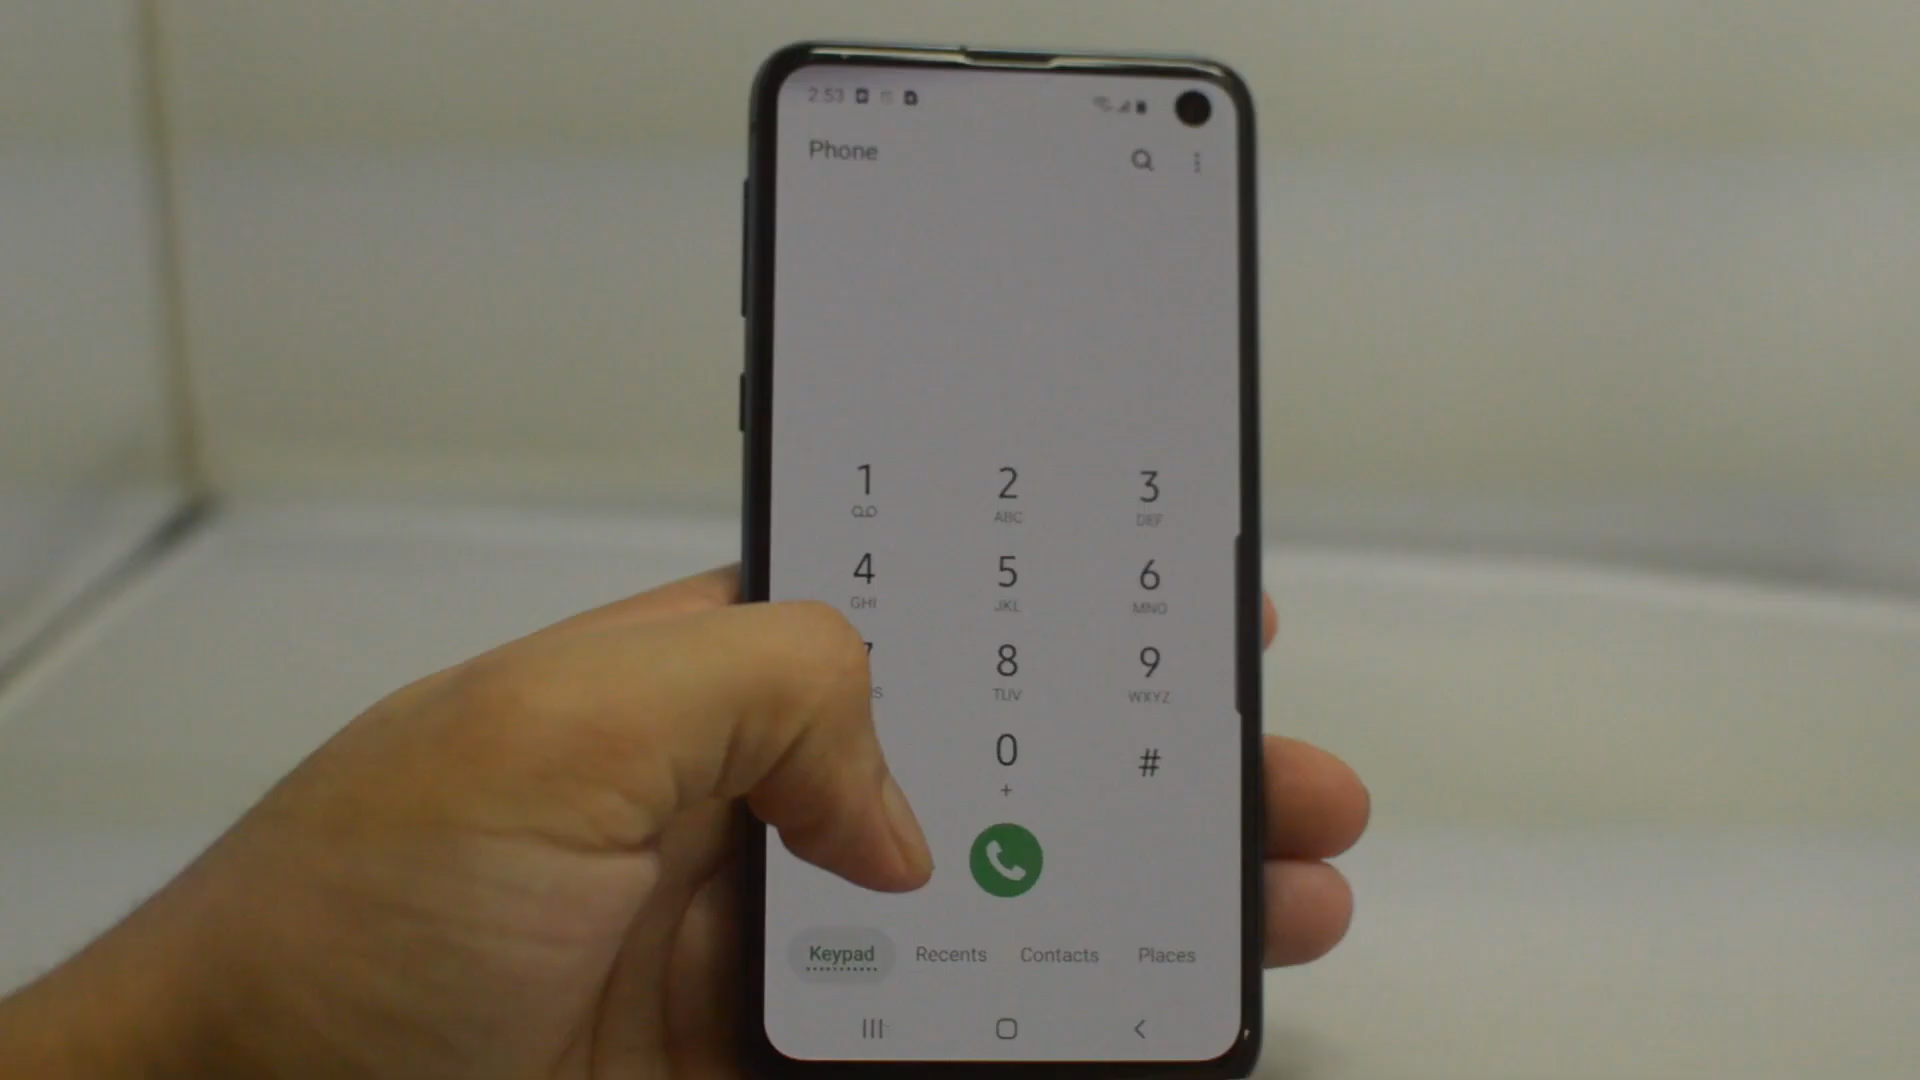 2:53
Phone
1 2 3
ABC DEF
4 5 6
GHI JKL MNO
8 9
TUV WXYZ
0 #
+
Keypad Recents Contacts Places